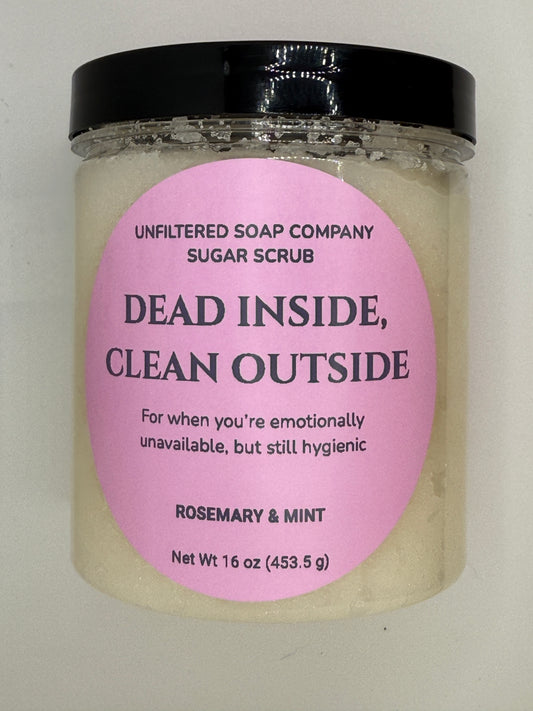 UNFILTERED SOAP COMPANY
SUGAR SCRUB
DEAD INSIDE,
CLEAN OUTSIDE
For when you're emotionally
unavailable, but still hygienic
ROSEMARY & MINT
Net Wt 16 oz (453.5 g)